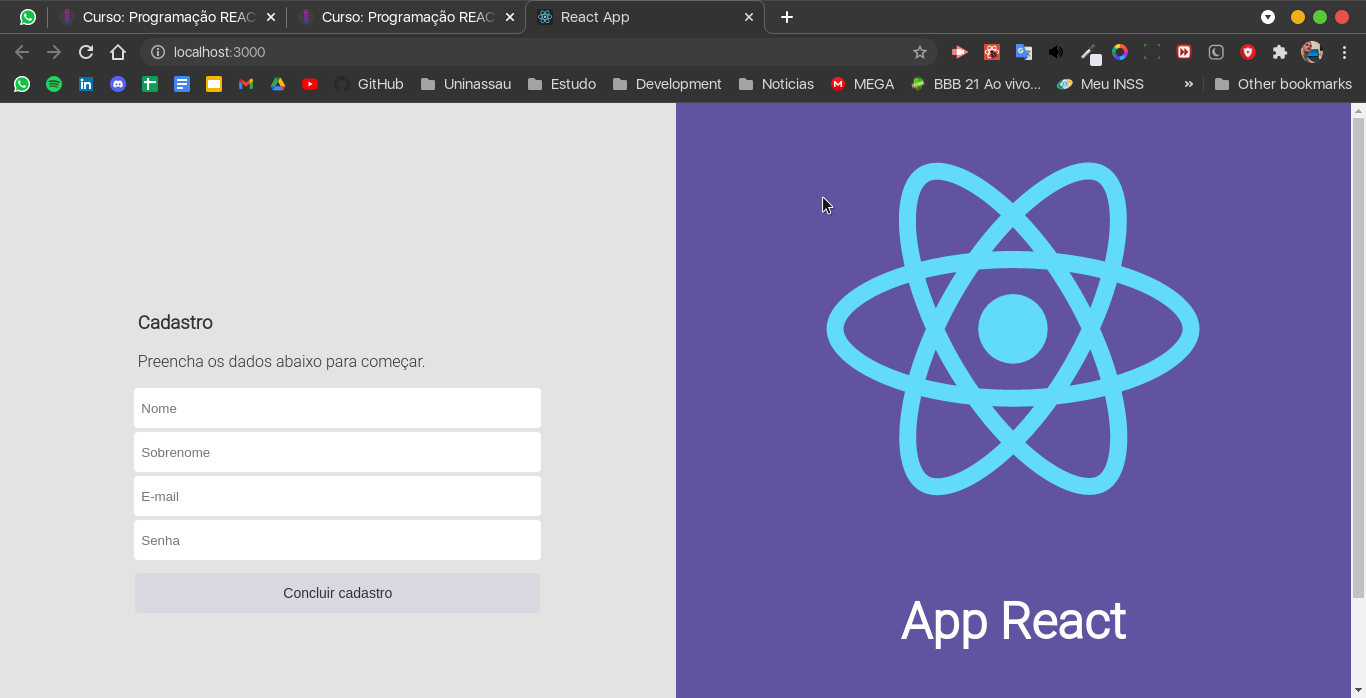 Curso: Programação REAC
Curso: Programação REAC
React App
localhost:3000
GitHub
Uninassau
Estudo
Development
Noticias
MEGA
BBB 21 Ao vivo...
Meu INSS
»
Other bookmarks
Cadastro
Preencha os dados abaixo para começar.
Nome
Sobrenome
E-mail
Senha
Concluir cadastro
App React